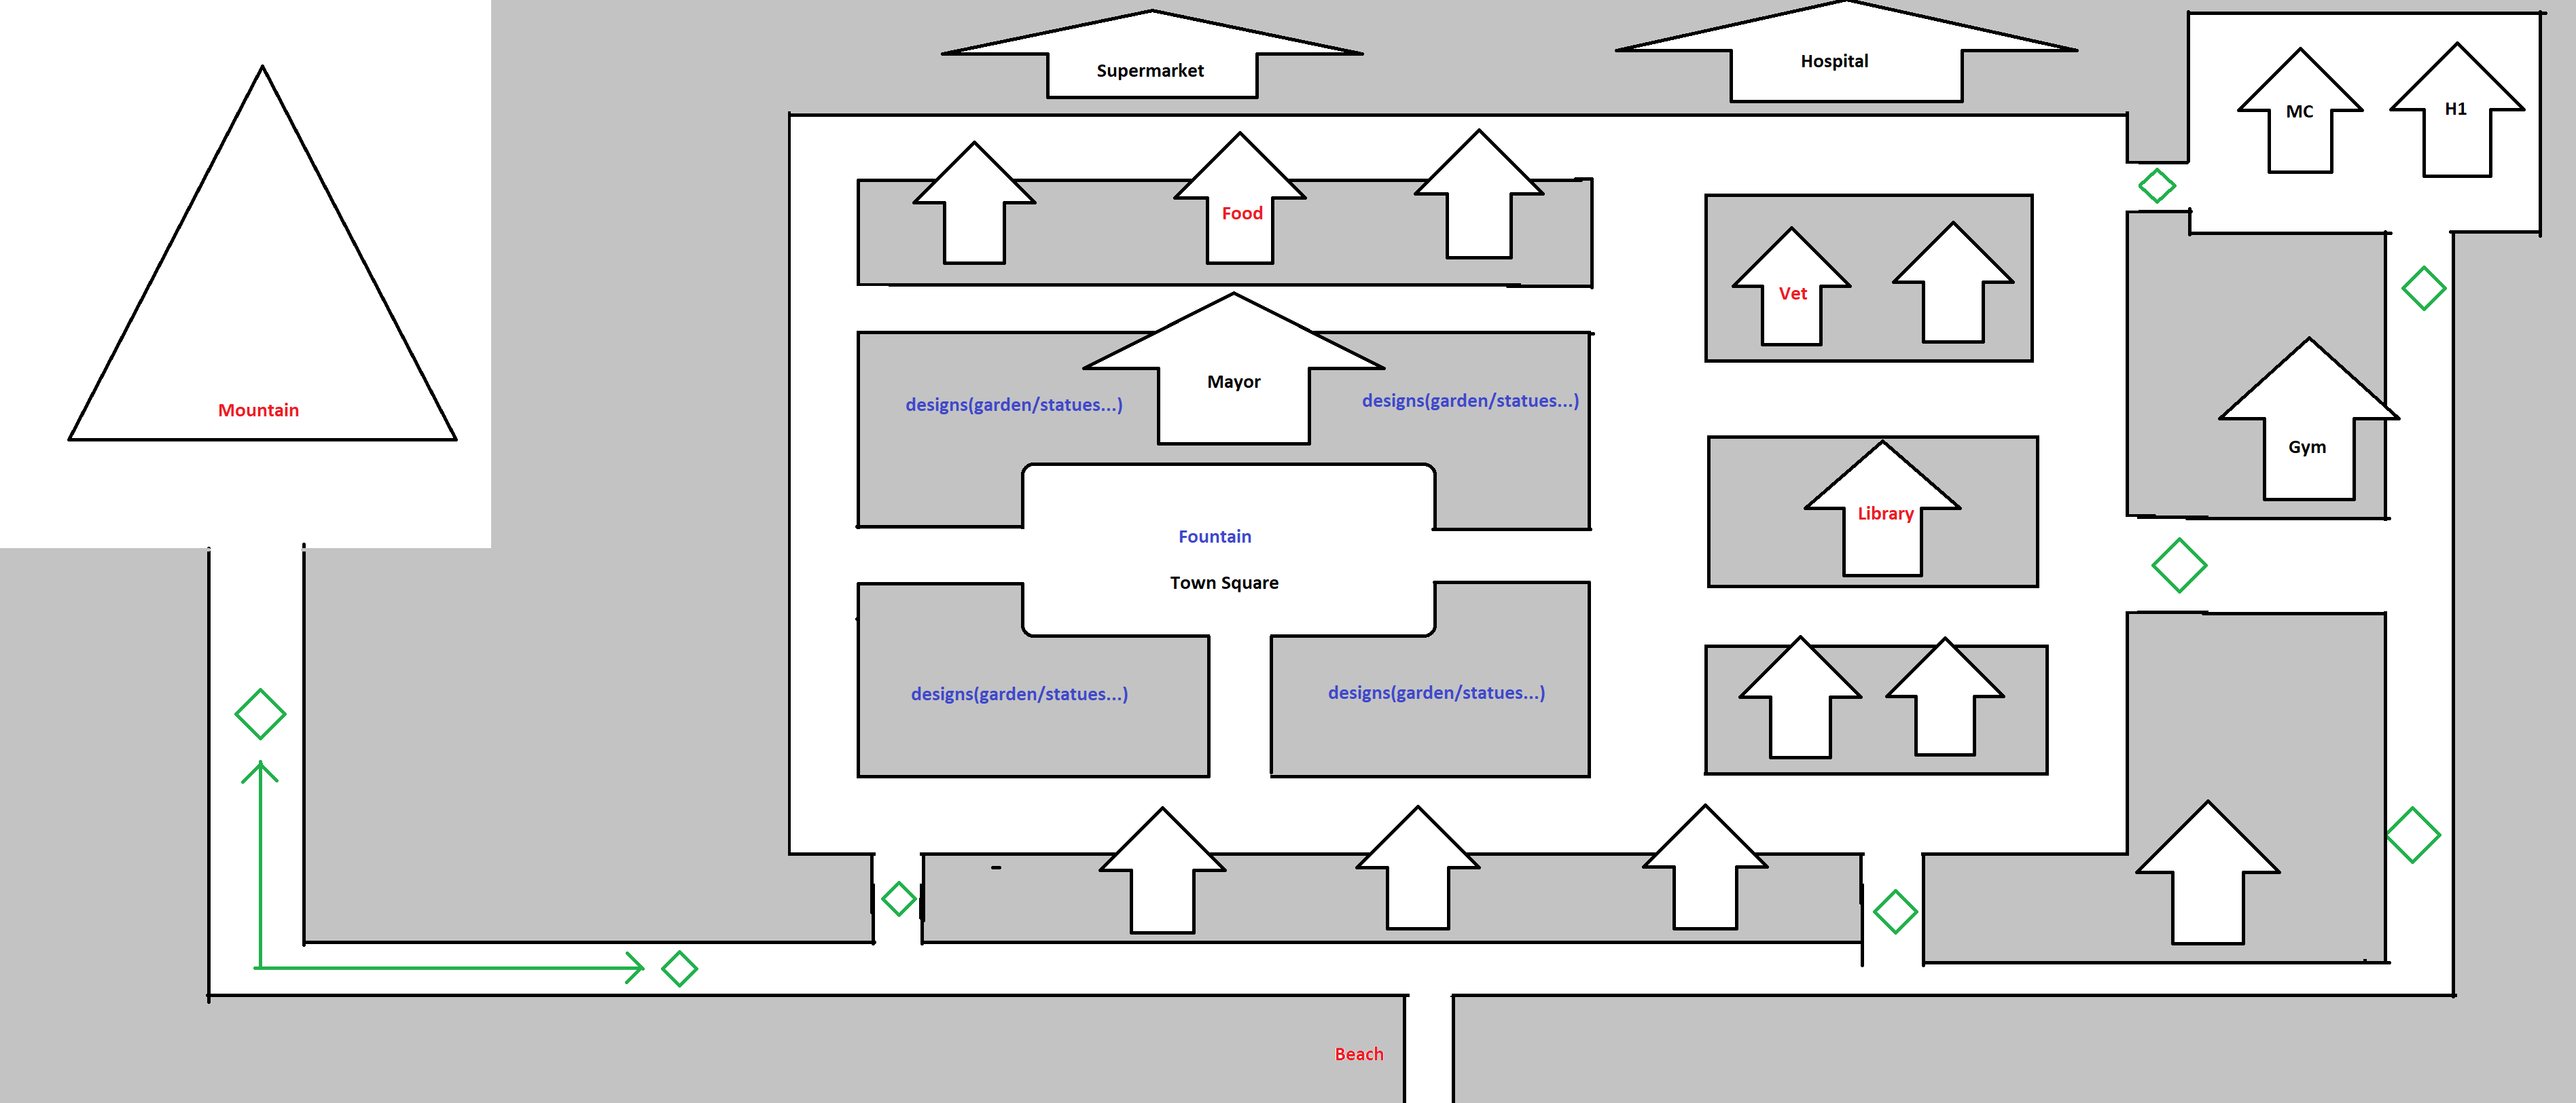 Supermarket
Hospital
MC
H1
Food
Vet
Mountain
Mayor
designs(garden/statues...)
designs(garden/statues...)
Gym
Library
Fountain
Town Square
designs(garden/statues...)
designs(garden/statues...)
Beach